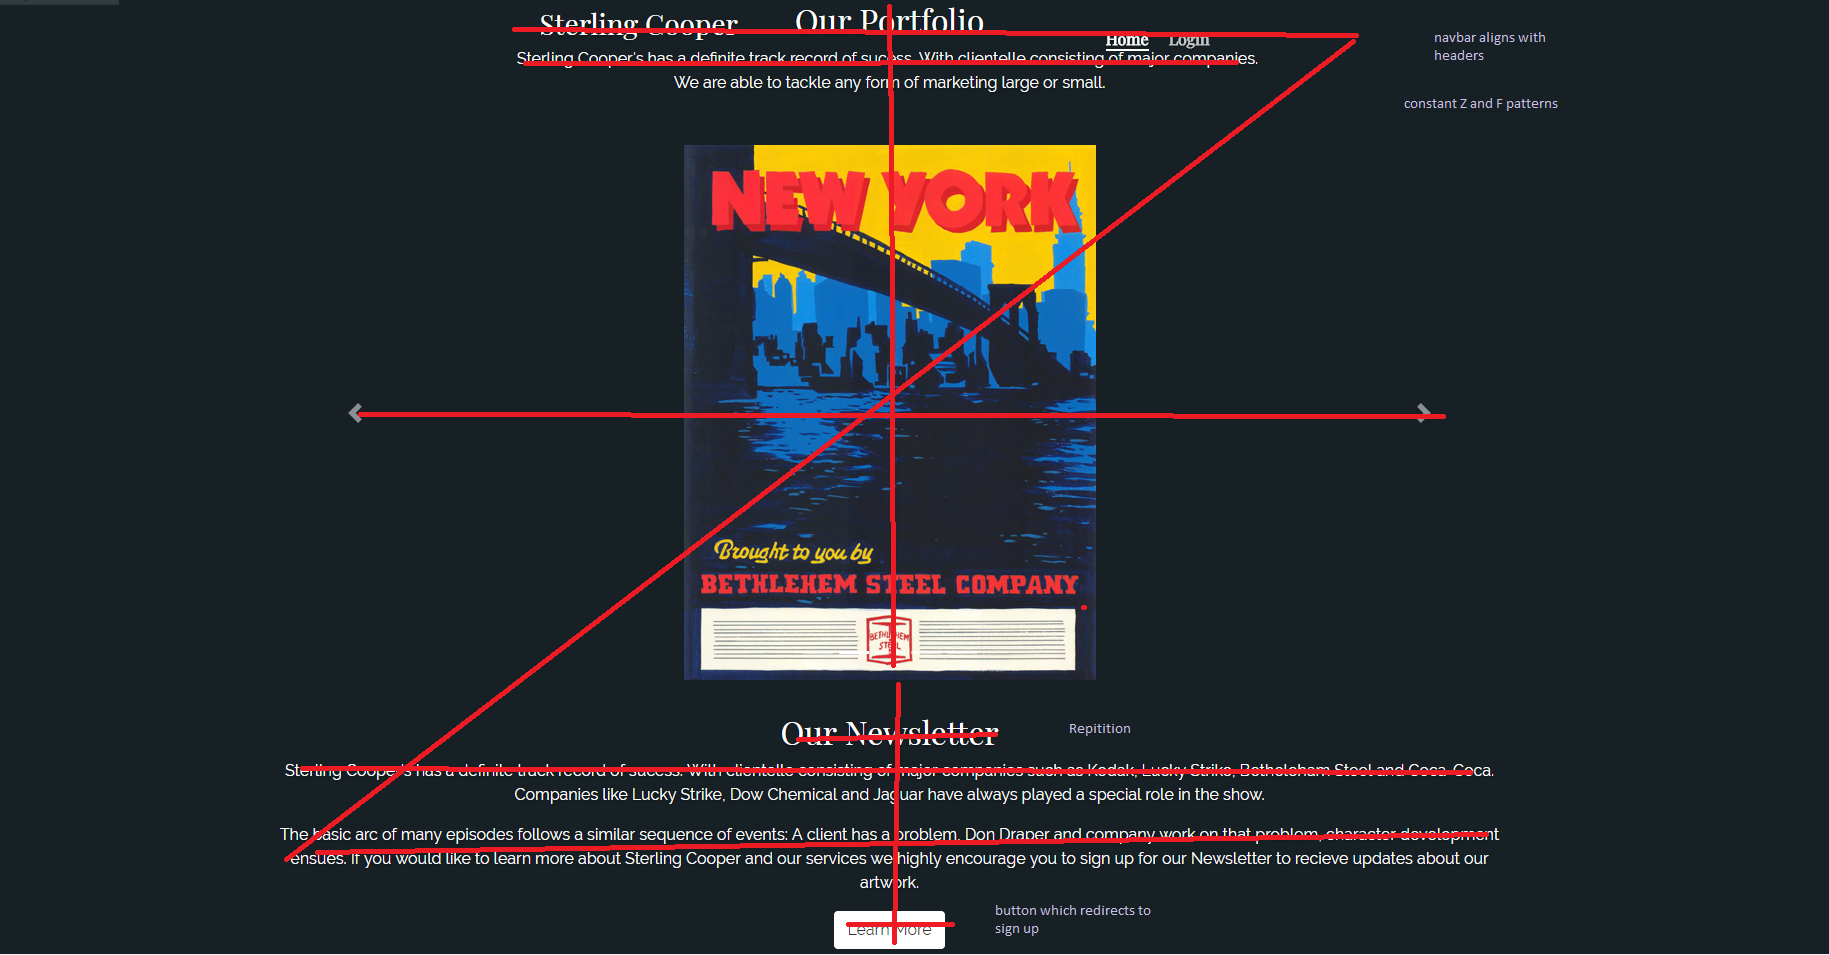 Sterling Cooper
Our Portfolio
Home Login
navbar aligns with
headers
Sterling Cooper's has a definite track record of sucess. With clientelle consisting of major companies.
We are able to tackle any form of marketing large or small.
constant Z and F patterns
NEW YORK
Brought to you by
BETHLEHEM STEEL COMPANY
BETHLEHEM
STEEL
Our Newsletter
Repitition
Sterling Cooper's has a definite track record of sucess. With clientelle consisting of major companies such as Kodak, Lucky Strike, Betholeham Steel and Coca-Coca.
Companies like Lucky Strike, Dow Chemical and Jaguar have always played a special role in the show.
The basic arc of many episodes follows a similar sequence of events: A client has a problem, Don Draper and company work on that problem, character development
ensues. If you would like to learn more about Sterling Cooper and our services we highly encourage you to sign up for our Newsletter to recieve updates about our
artwork.
button which redirects to
sign up
Learn More